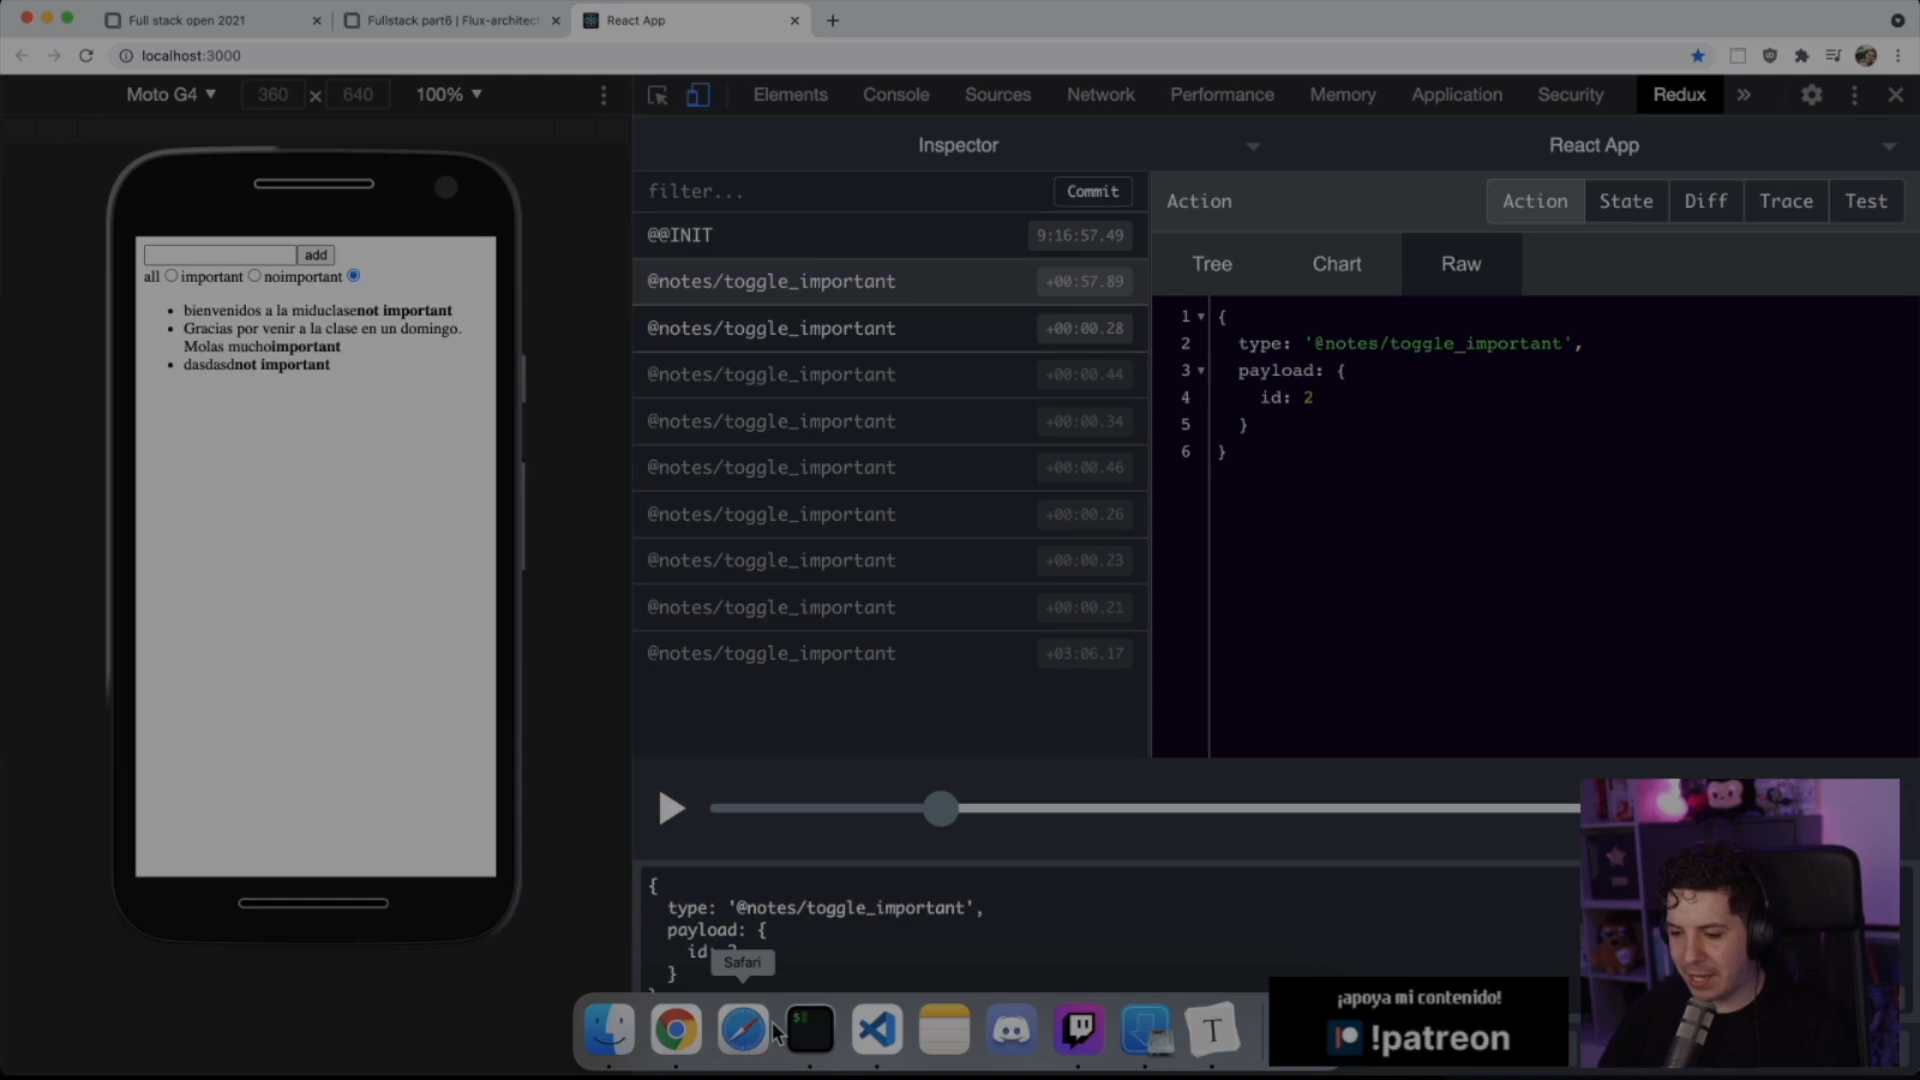 Full stack open 2021
Fullstack part6 | Flux-architect
React App
localhost:3000
Moto G4
360
×
640
100%
Elements
Console
Sources
Network
Performance
Memory
Application
Security
Redux
Inspector
React App
filter...
Commit
@@INIT
9:16:57.49
@notes/toggle_important
+00:57.89
@notes/toggle_important
+00:00.28
@notes/toggle_important
+00:00.44
@notes/toggle_important
+00:00.34
@notes/toggle_important
+00:00.46
@notes/toggle_important
+00:00.26
@notes/toggle_important
+00:00.23
@notes/toggle_important
+00:00.21
@notes/toggle_important
+03:06.17
Action
Action
State
Diff
Trace
Test
Tree
Chart
Raw
1 {
2 type: '@notes/toggle_important',
3 payload: {
4 id: 2
5 }
6 }
add
all important noimportant
bienvenidos a la miduclasenot important
Gracias por venir a la clase en un domingo.
Molas muchoimportant
dasdasdnot important
{
type: '@notes/toggle_important',
payload: {
id:
}
Safari
$
T
¡apoya mi contenido!
!patreon